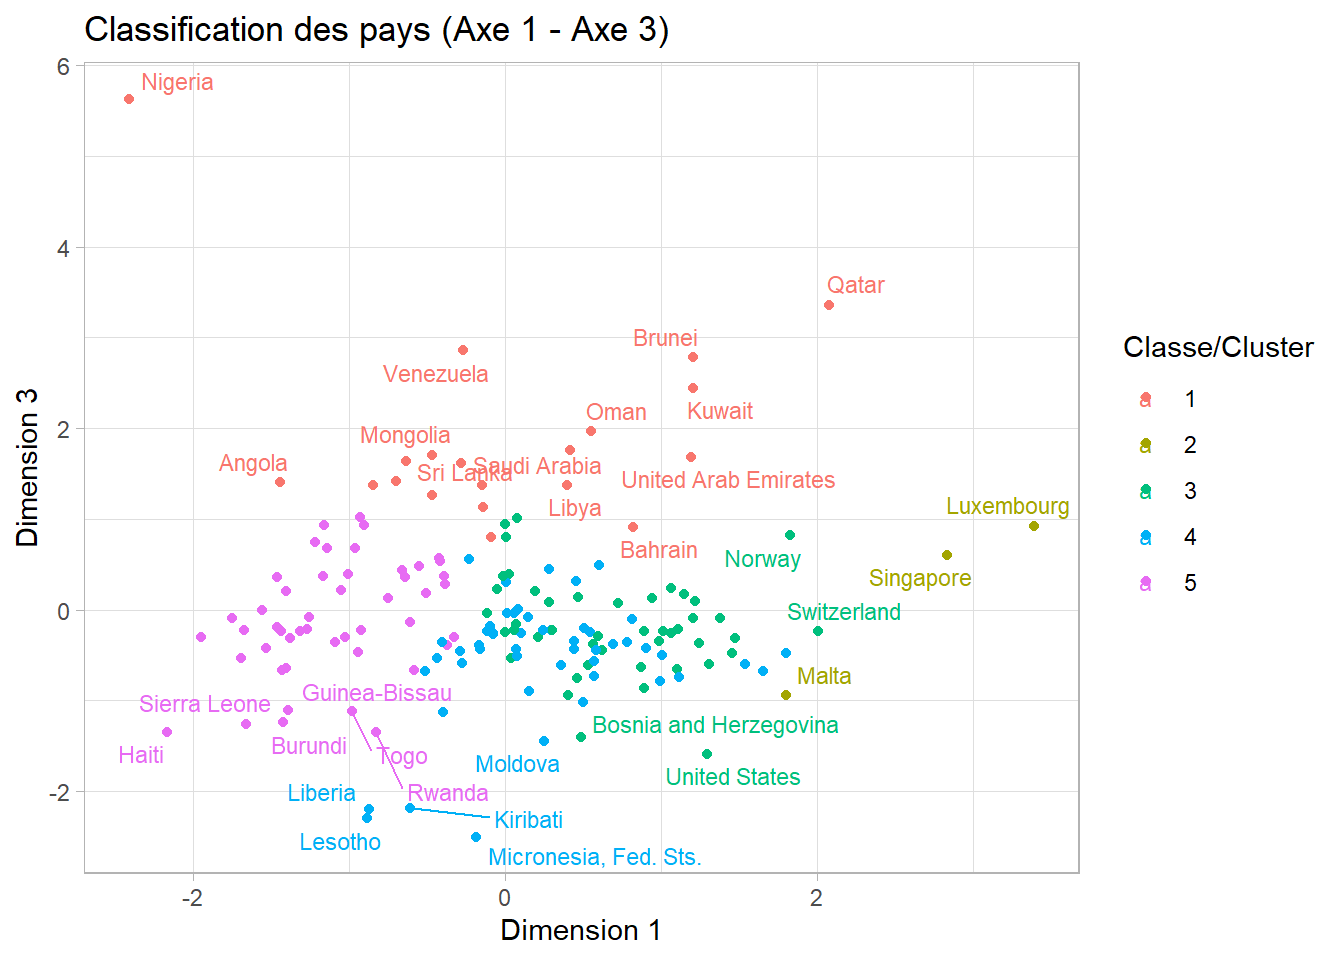 Classification des pays (Axe 1 - Axe 3)
6
Nigeria
Qatar
4
Brunei
Venezuela
Kuwait
Oman
2
Mongolia
Angola
Sri Lanka
Saudi Arabia
United Arab Emirates
Libya
Luxembourg
Bahrain
Norway
Singapore
0
Switzerland
Malta
Guinea-Bissau
Sierra Leone
Bosnia and Herzegovina
Burundi
Togo
Haiti
Moldova
United States
-2
Liberia
Rwanda
Kiribati
Lesotho
Micronesia, Fed. Sts.
-2
0
2
Dimension 1
Dimension 3
Classe/Cluster
a 1
a 2
a 3
a 4
a 5